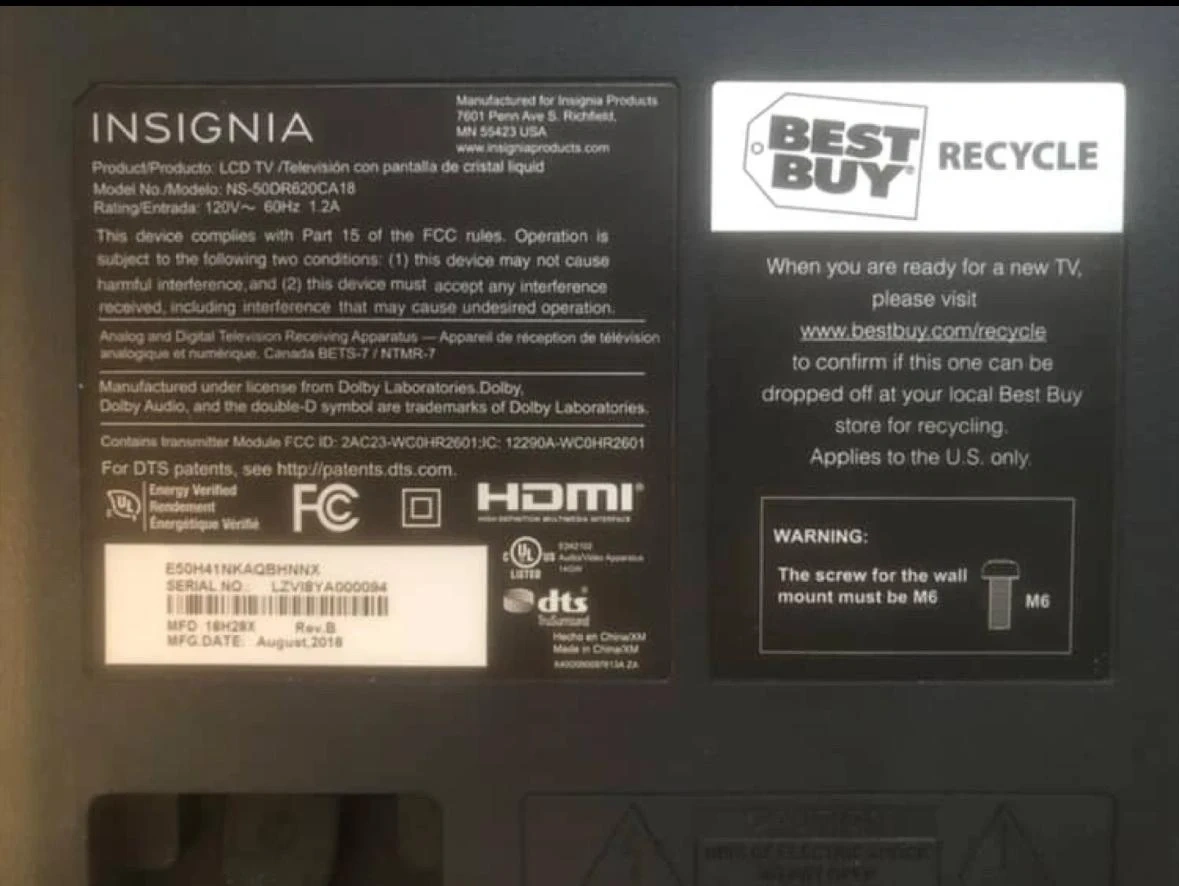 INSIGNIA
Manufactured for Insignia Products
7601 Penn Ave S. Richfield,
MN 55423 USA
www.insigniaproducts.com
Product/Producto: LCD TV /Televisión con pantalla de cristal liquid
Model No./Modelo: NS-50DR620CA18
Rating/Entrada: 120V~ 60Hz 1.2A
This device complies with Part 15 of the FCC rules. Operation is
subject to the following two conditions: (1) this device may not cause
harmful interference,and (2) this device must accept any interference
received, including interference that may cause undesired operation.
Analog and Digital Television Receiving Apparatus — Appareil de réception de télévision
analogique et numérique. Canada BETS-7 / NTMR-7
Manufactured under license from Dolby Laboratories.Dolby,
Dolby Audio, and the double-D symbol are trademarks of Dolby Laboratories.
Contains transmitter Module FCC ID: 2AC23-WC0HR2601;IC: 12290A-WC0HR2601
For DTS patents, see http://patents.dts.com.
UL
Energy Verified
Rendement
Énergétique Vérifié
FC
HDMI
HIGH-DEFINITION MULTIMEDIA INTERFACE
E50H41NKAQBHNNX
SERIAL NO.: LZVI8YA000094
MFD 18H28X Rev.B
MFG.DATE: August,2018
C UL US
LISTED
Audio/Video Apparatus
dts
TruSurround
Hecho en China/XM
Made in China/XM
BEST BUY
RECYCLE
When you are ready for a new TV,
please visit
www.bestbuy.com/recycle
to confirm if this one can be
dropped off at your local Best Buy
store for recycling.
Applies to the U.S. only.
WARNING:
The screw for the wall
mount must be M6
M6